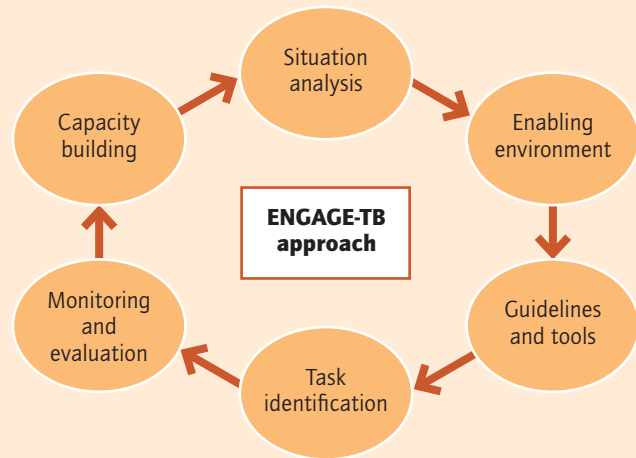 Situation
analysis
Enabling
environment
Guidelines
and tools
Task
identification
Monitoring
and
evaluation
Capacity
building
ENGAGE-TB
approach